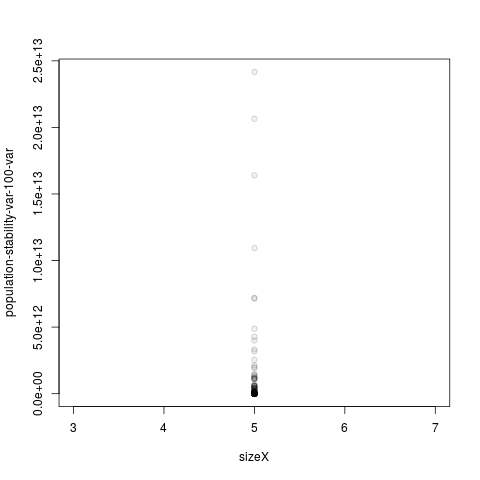 population-stability-var-100-var
2.5e+13
2.0e+13
1.5e+13
1.0e+13
5.0e+12
0.0e+00
3 4 5 6 7
sizeX